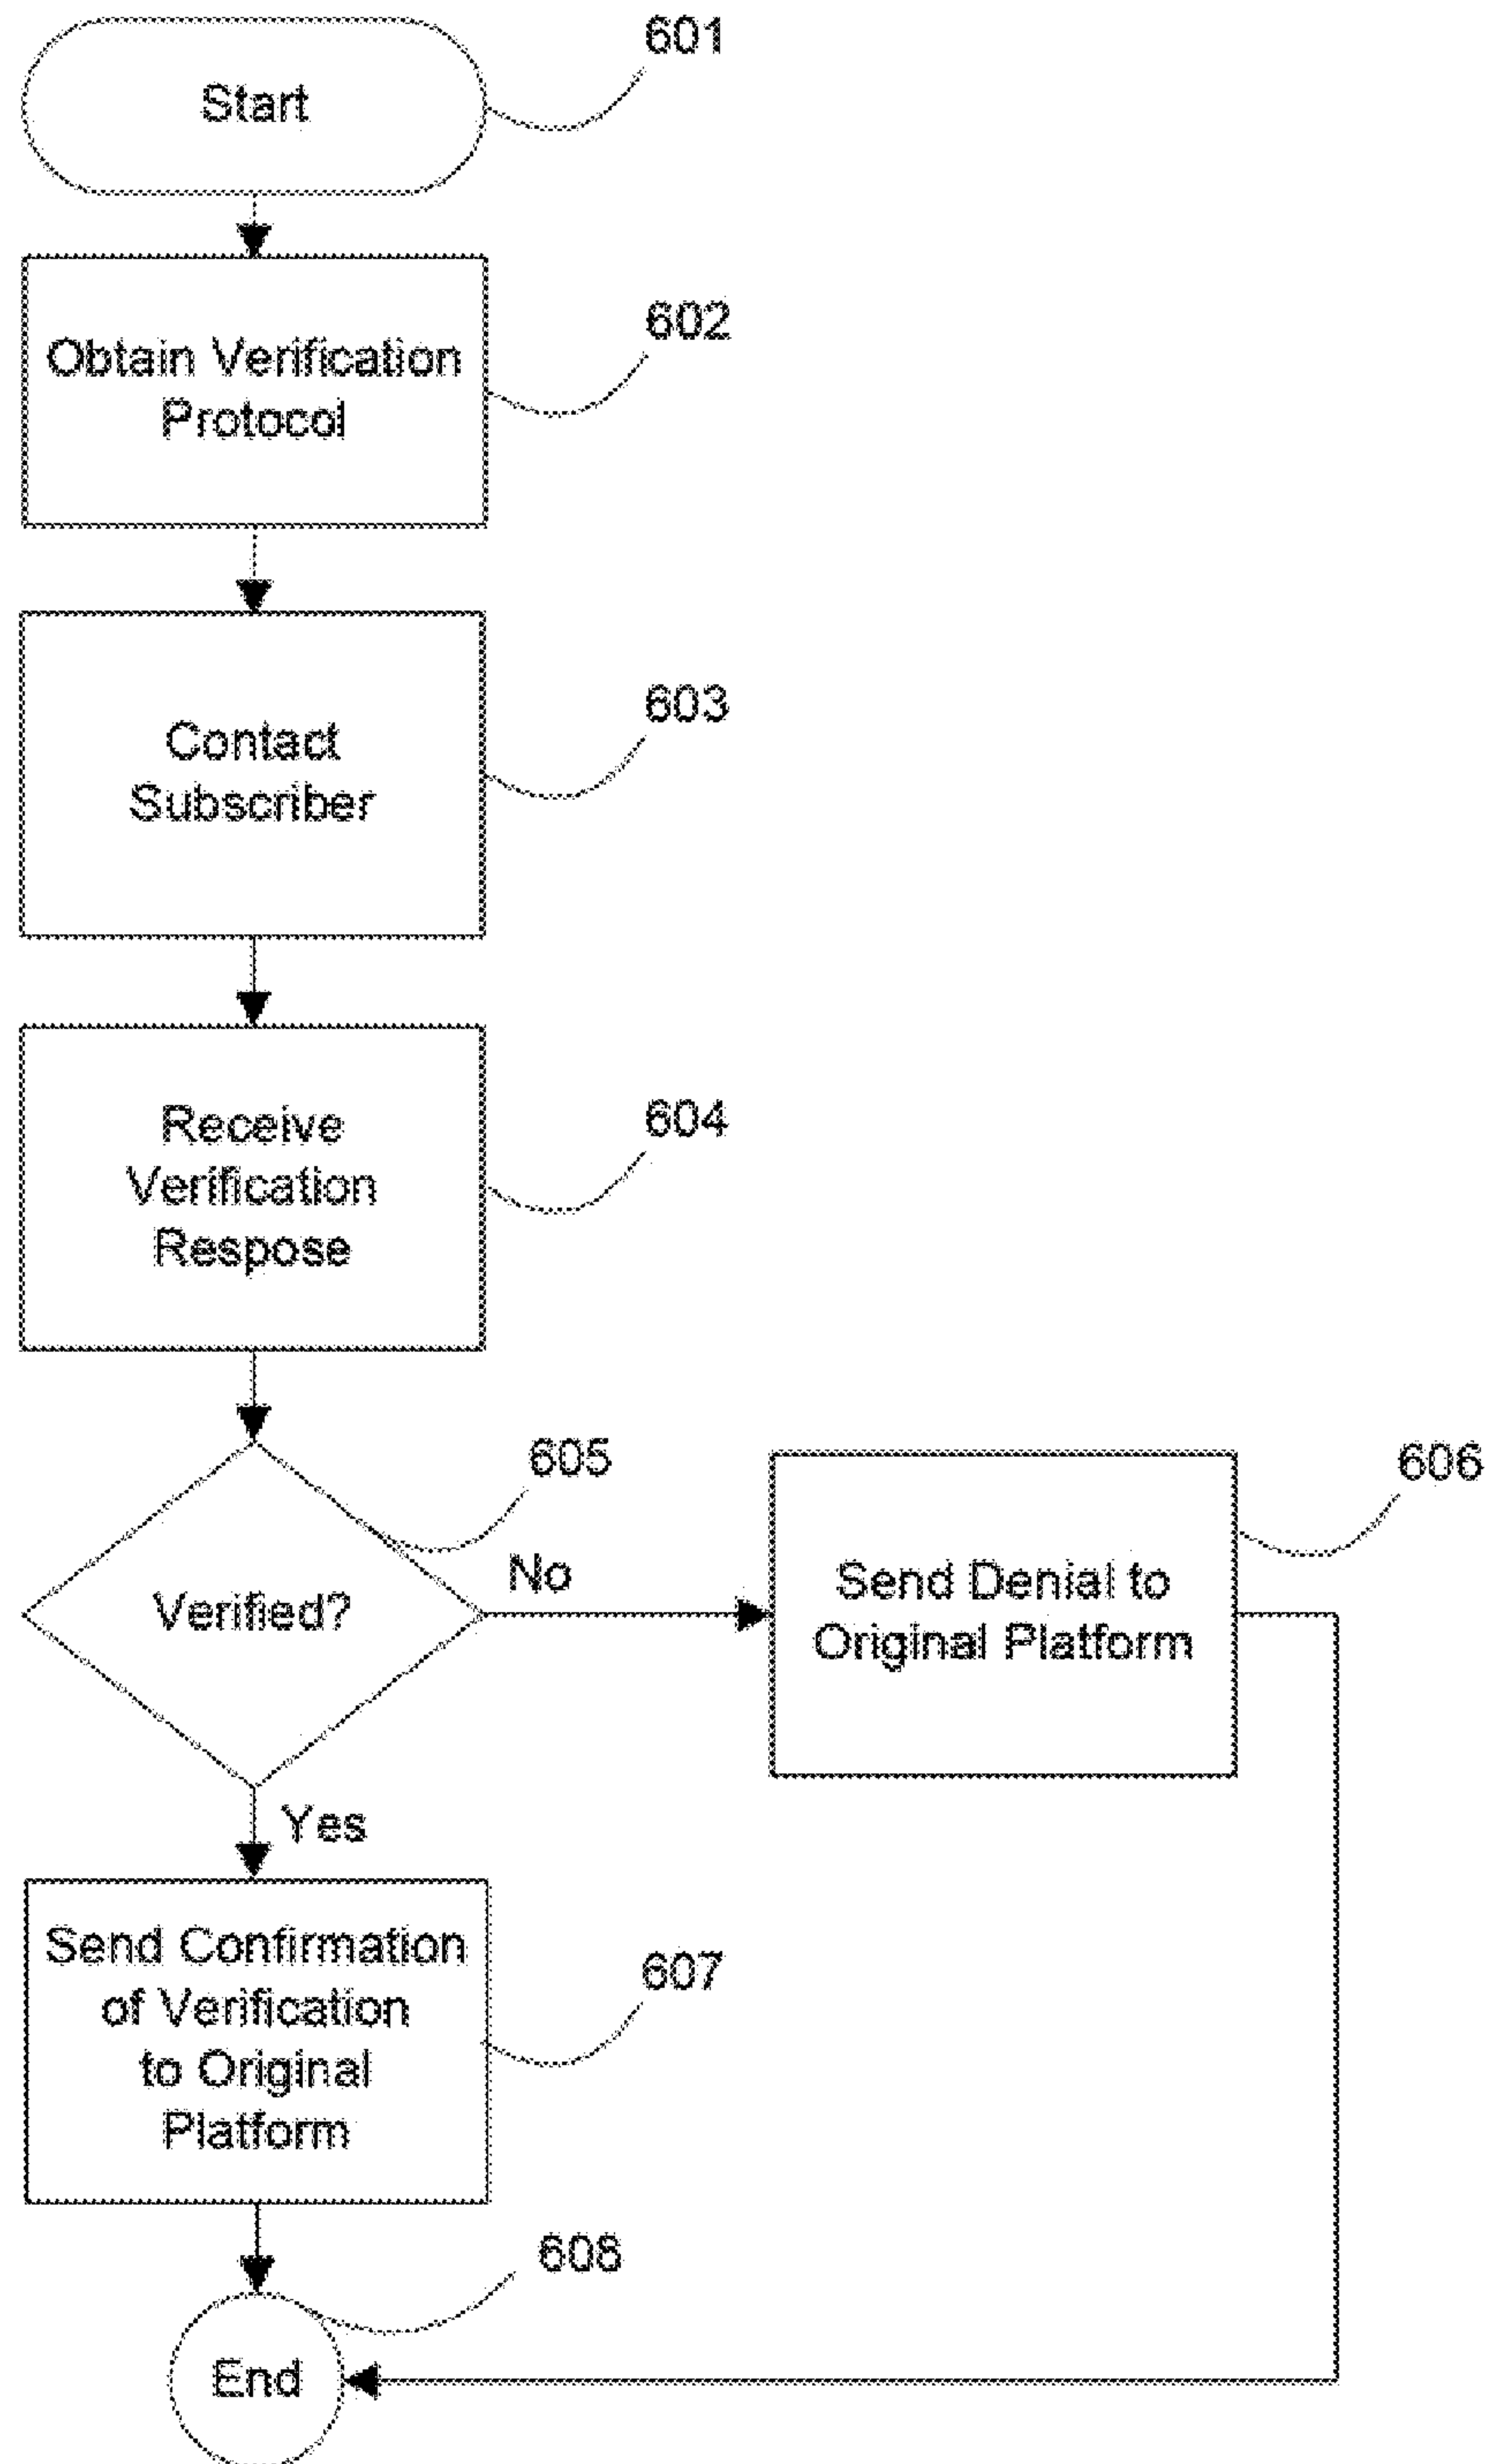 Start
601
Obtain Verification
Protocol
602
Contact
Subscriber
603
Receive
Verification
Respose
604
Verified?
605
No
Send Denial to
Original Platform
606
Yes
Send Confirmation
of Verification
to Original
Platform
607
End
608